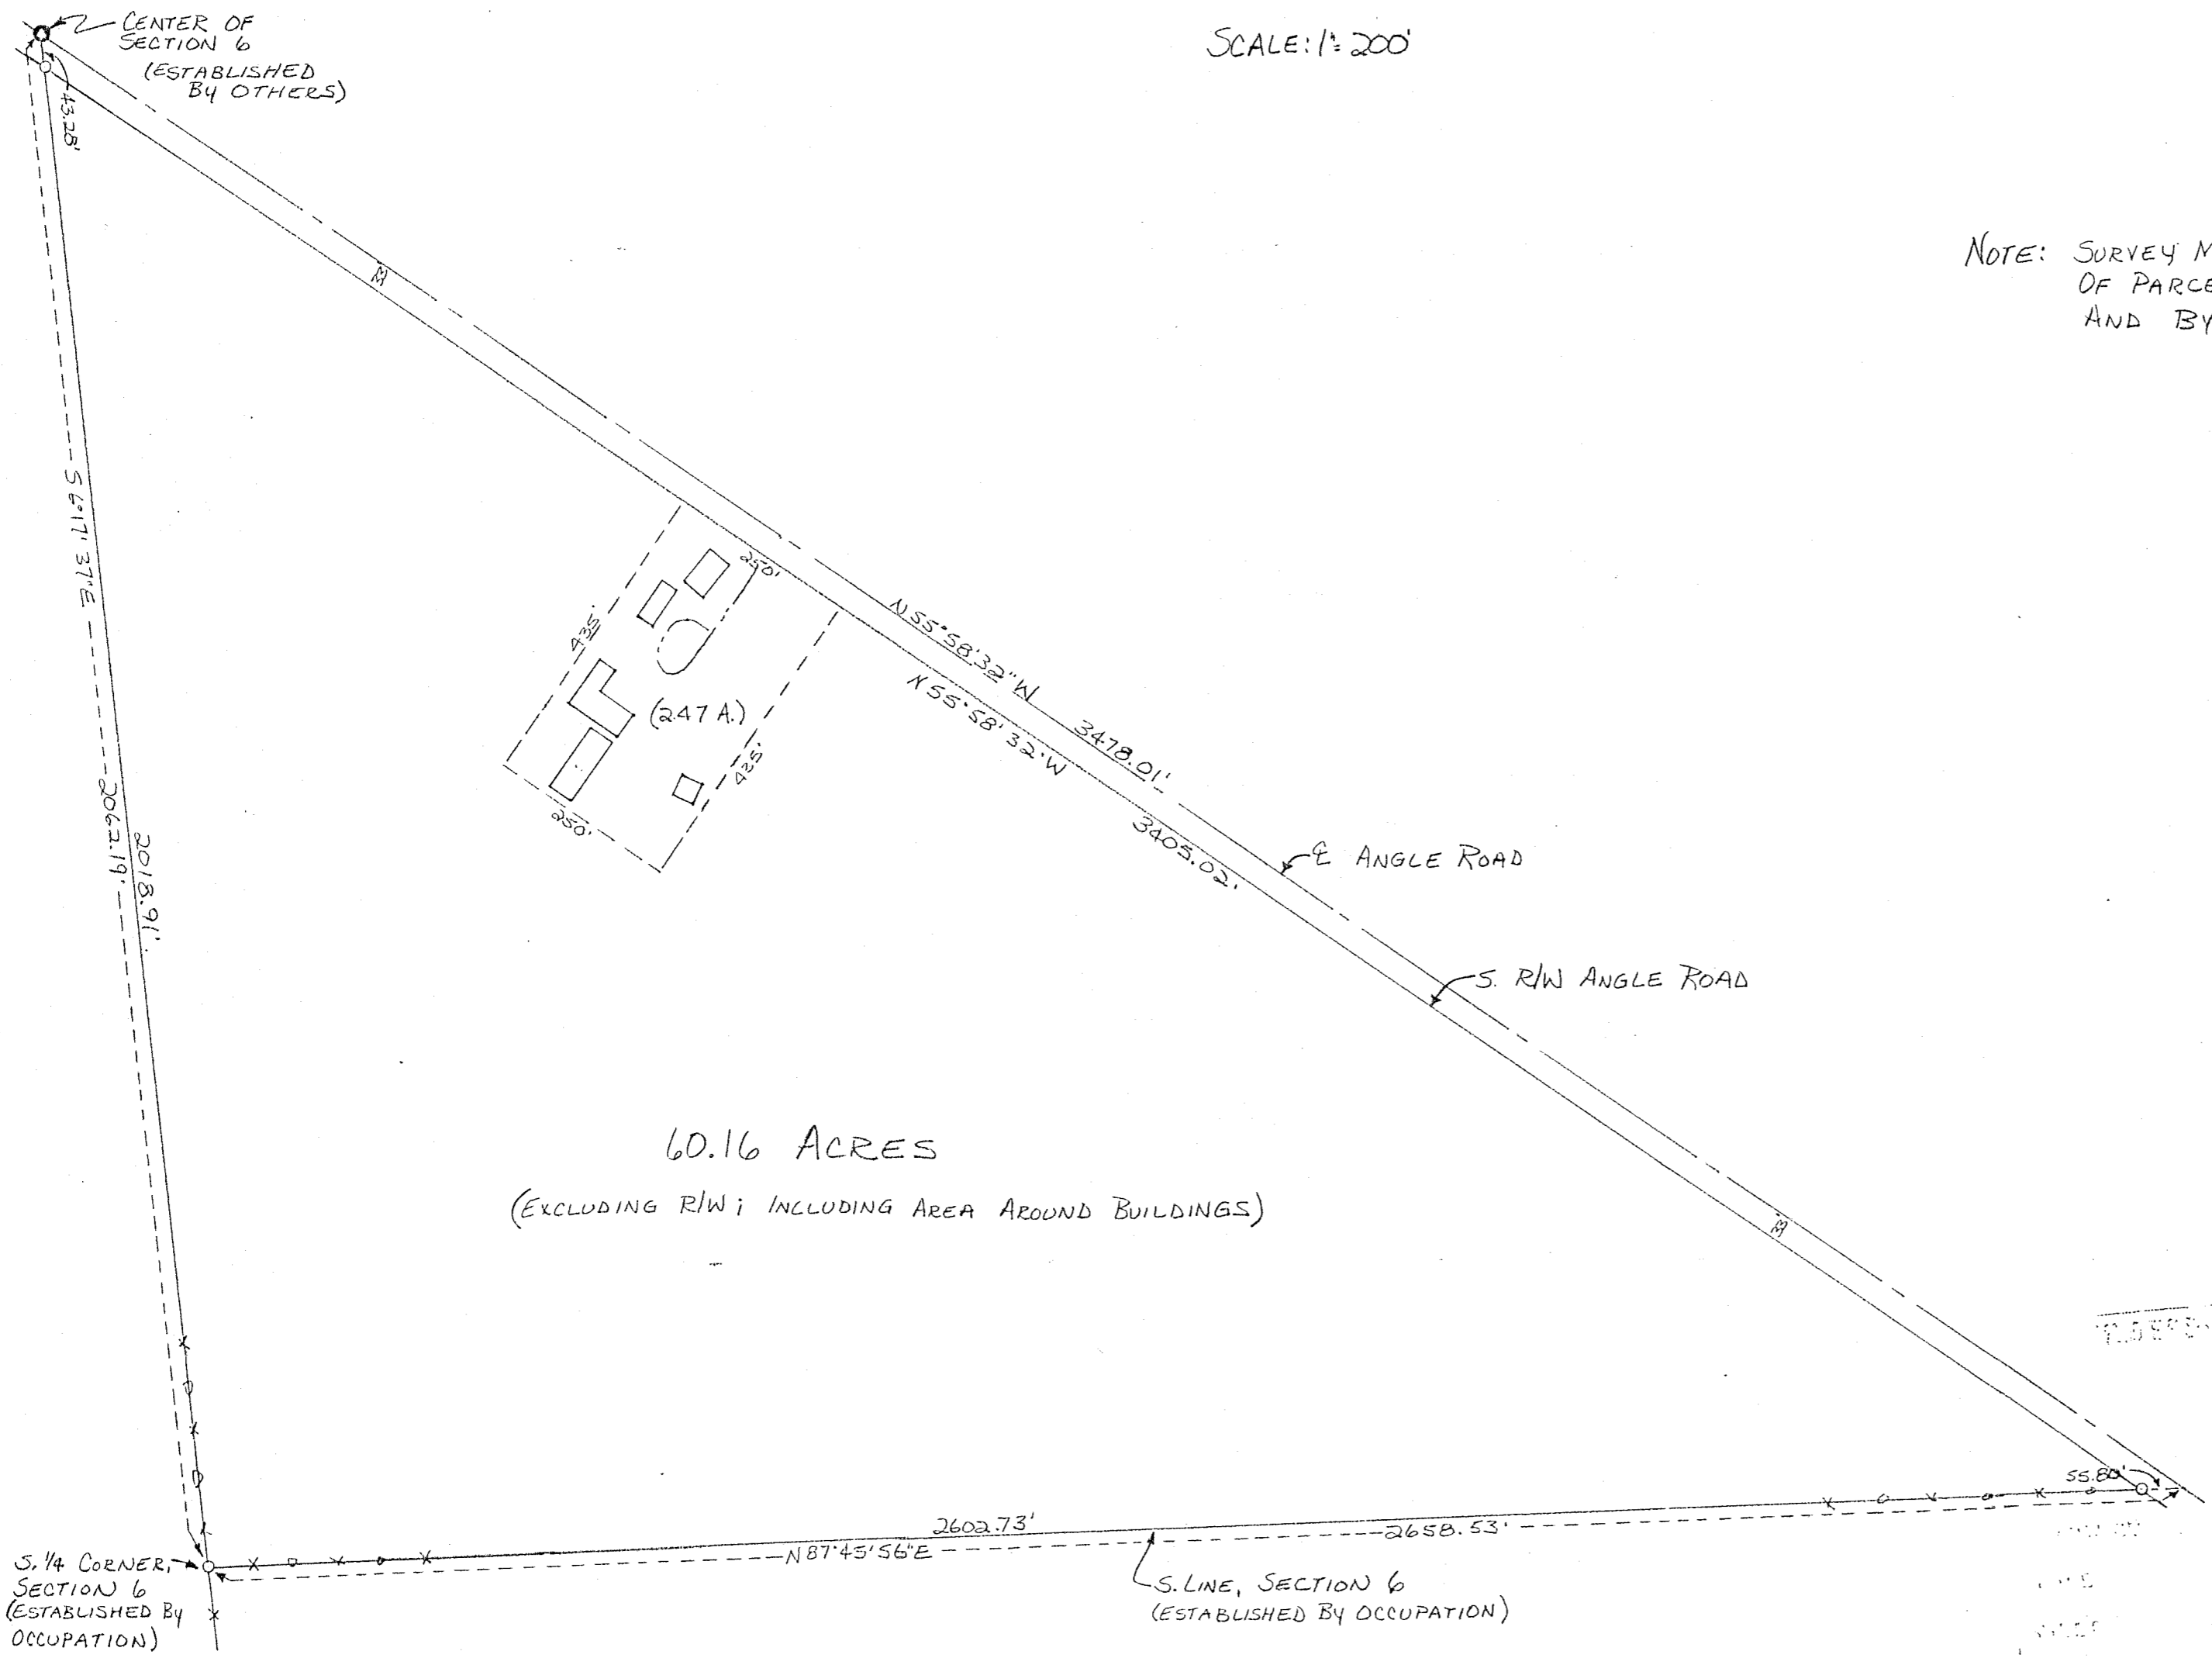 CENTER OF
SECTION 6
(ESTABLISHED
BY OTHERS)
SCALE: 1"= 200'
43.28'
NOTE: SURVEY
OF
AND BY
33'
S 6°17'37"E
2062.19'
2018.91'
250'
435'
(2.47 A.)
425'
250'
N 55°58'32" W
3478.01'
N 55°58'32" W
3405.02'
℄ ANGLE ROAD
S. R/W ANGLE ROAD
60.16 ACRES
(EXCLUDING R/W; INCLUDING AREA AROUND BUILDINGS)
33'
55.80'
2602.73'
2658.53'
N 87°45'56"E
S. 1/4 CORNER,
SECTION 6
(ESTABLISHED BY
OCCUPATION)
S. LINE, SECTION 6
(ESTABLISHED BY OCCUPATION)